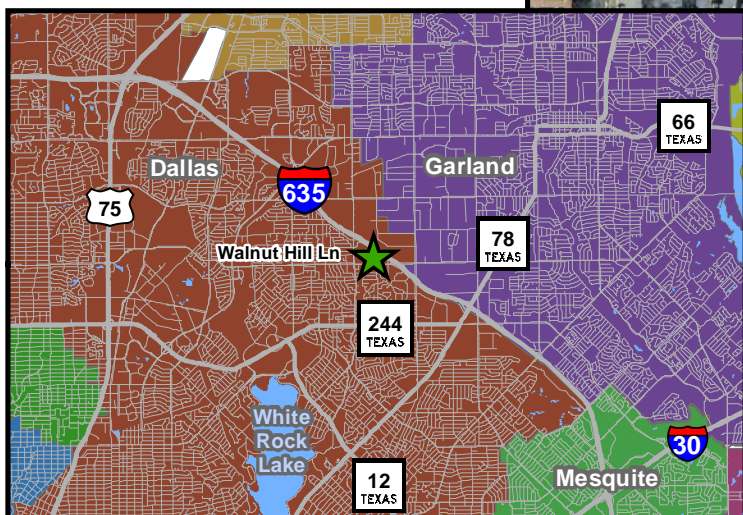 66
TEXAS
Dallas
Garland
635
75
78
TEXAS
Walnut Hill Ln
244
TEXAS
White
Rock
Lake
30
12
TEXAS
Mesquite